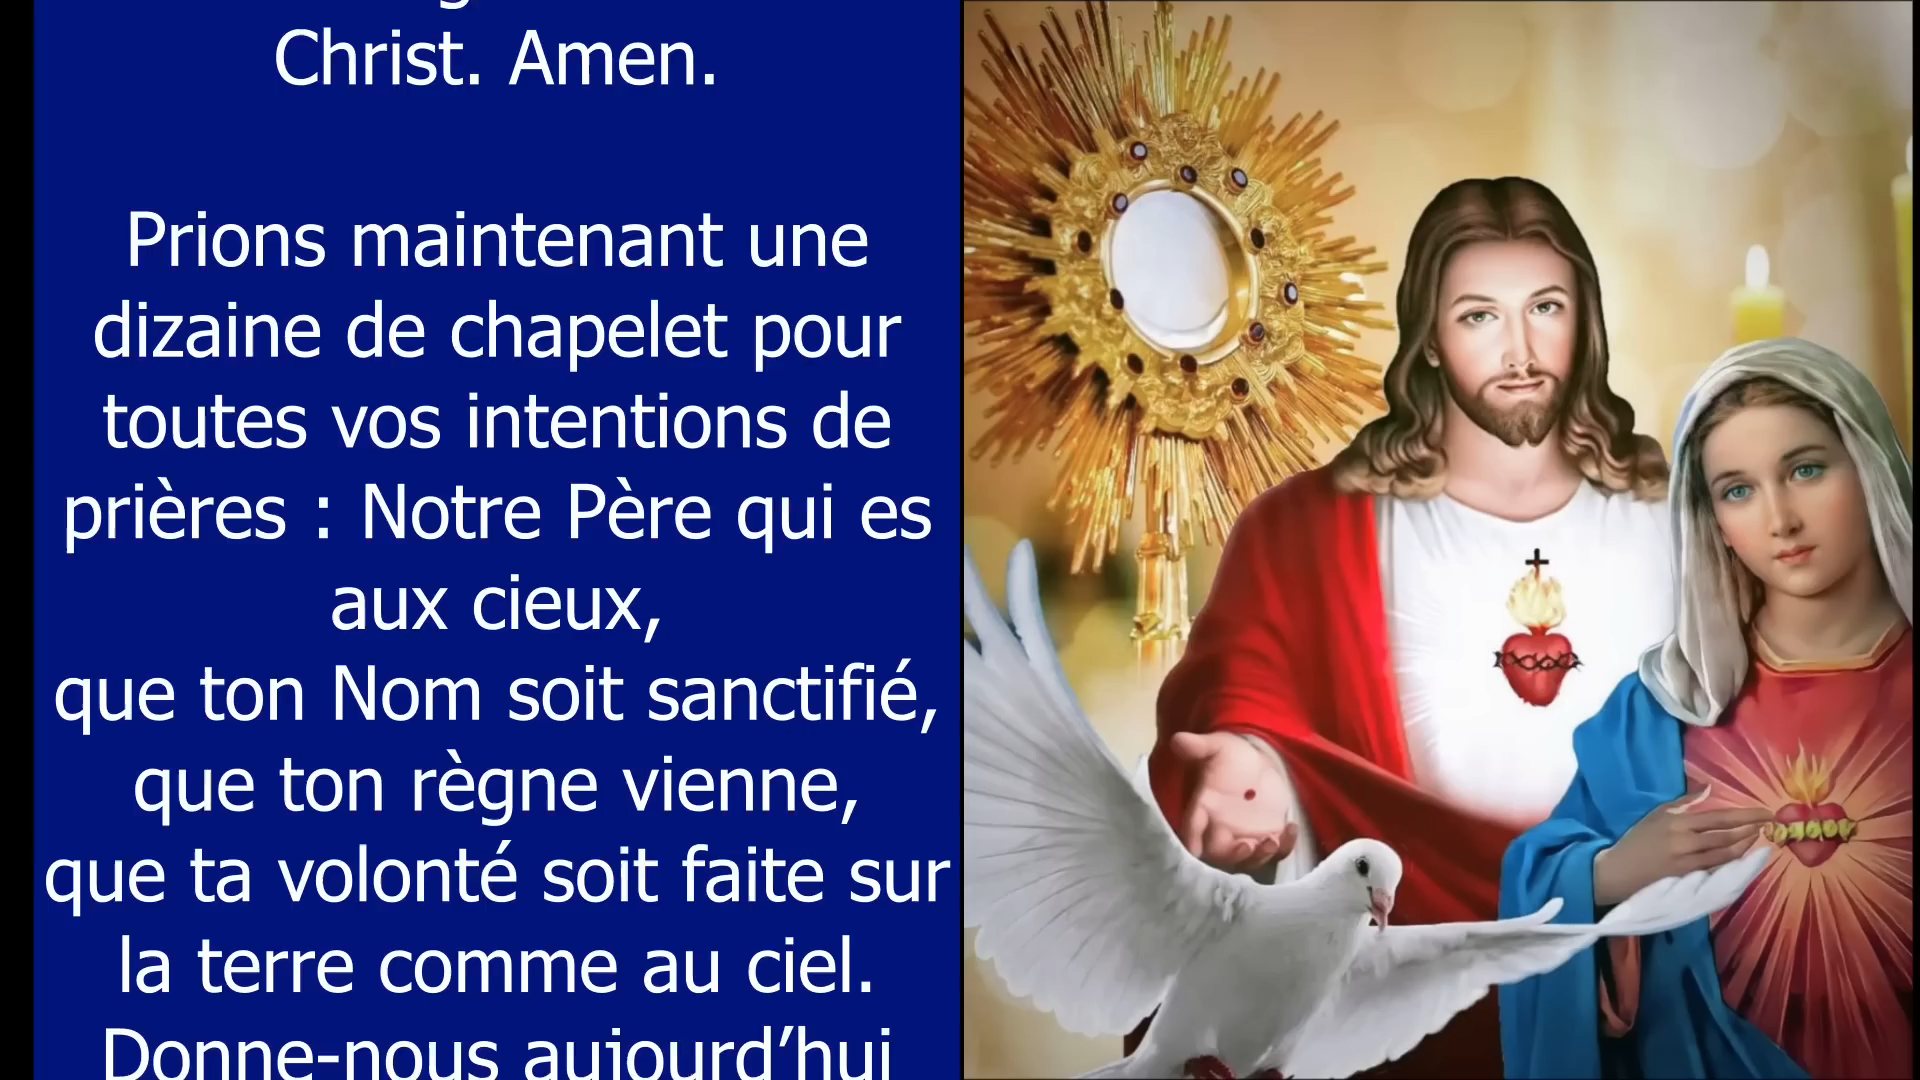 Christ. Amen.
Prions maintenant une
dizaine de chapelet pour
toutes vos intentions de
prières : Notre Père qui es
aux cieux,
que ton Nom soit sanctifié,
que ton règne vienne,
que ta volonté soit faite sur
la terre comme au ciel.
Donne-nous aujourd’hui